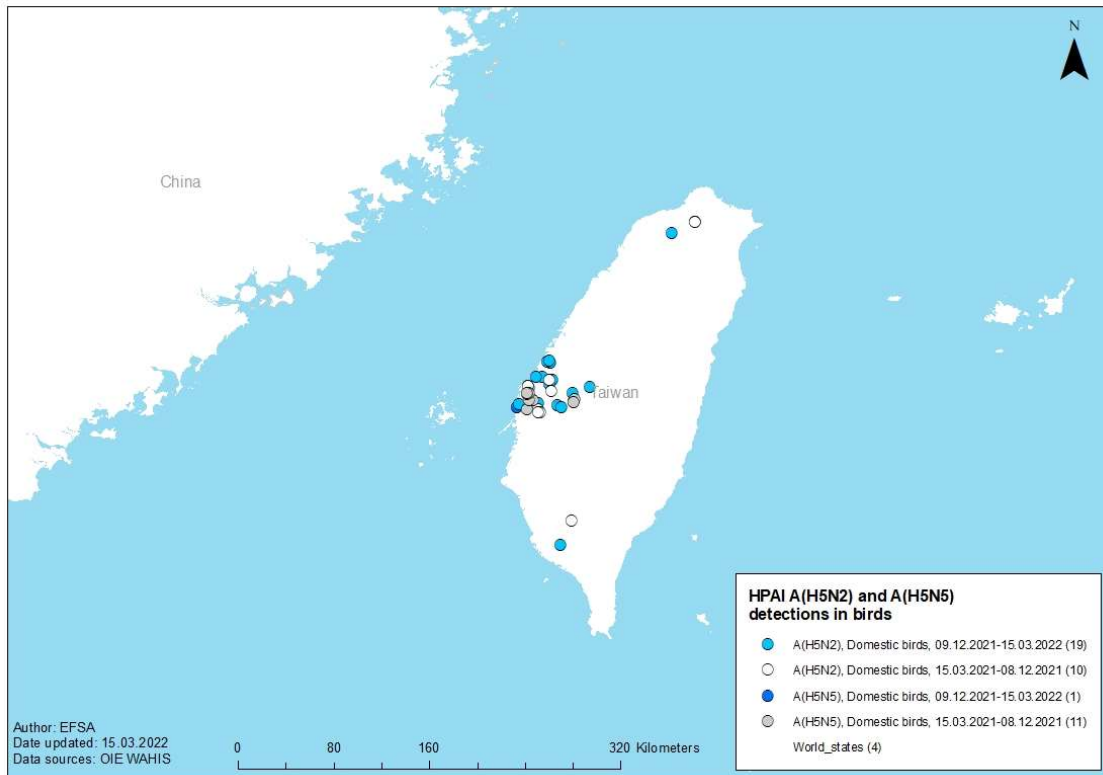 N
China
Taiwan
HPAI A(H5N2) and A(H5N5)
detections in birds
A(H5N2), Domestic birds, 09.12.2021-15.03.2022 (19)
A(H5N2), Domestic birds, 15.03.2021-08.12.2021 (10)
A(H5N5), Domestic birds, 09.12.2021-15.03.2022 (1)
A(H5N5), Domestic birds, 15.03.2021-08.12.2021 (11)
World_states (4)
Author: EFSA
Date updated: 15.03.2022
Data sources: OIE WAHIS
0 80 160 320 Kilometers